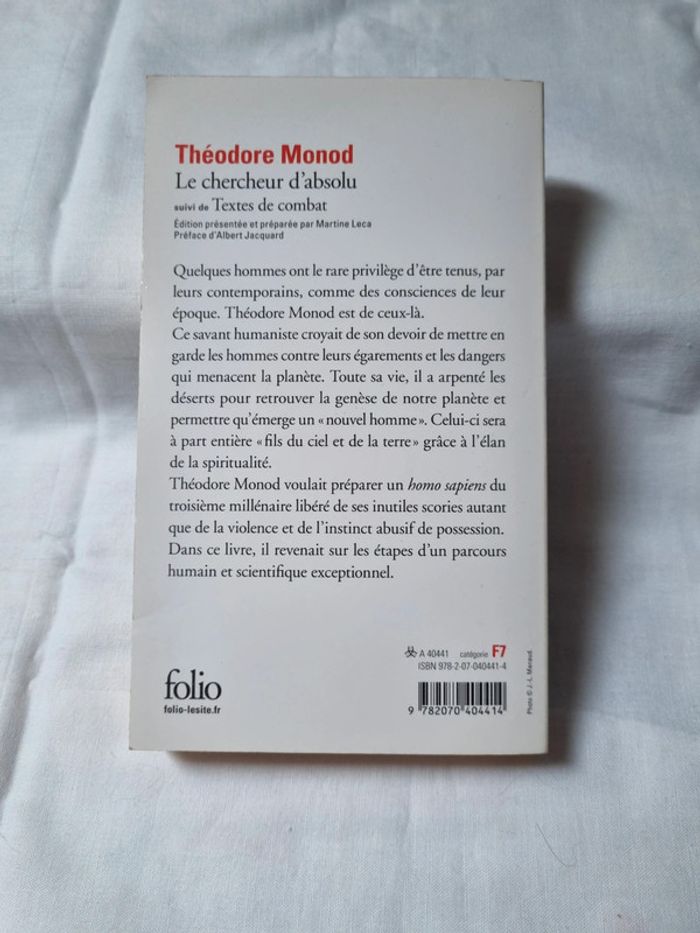 Théodore Monod
Le chercheur d'absolu
suivi de Textes de combat
Édition présentée et préparée par Martine Leca
Préface d'Albert Jacquard
Quelques hommes ont le rare privilège d'être tenus, par
leurs contemporains, comme des consciences de leur
époque. Théodore Monod est de ceux-là.
Ce savant humaniste croyait de son devoir de mettre en
garde les hommes contre leurs égarements et les dangers
qui menacent la planète. Toute sa vie, il a arpenté les
déserts pour retrouver la genèse de notre planète et
permettre qu'émerge un « nouvel homme ». Celui-ci sera
à part entière « fils du ciel et de la terre » grâce à l'élan
de la spiritualité.
Théodore Monod voulait préparer un homo sapiens du
troisième millénaire libéré de ses inutiles scories autant
que de la violence et de l'instinct abusif de possession.
Dans ce livre, il revenait sur les étapes d'un parcours
humain et scientifique exceptionnel.
A 40441 catégorie F7
ISBN 978-2-07-040441-4
folio
folio-lesite.fr
9 782070 404414
Photo © J.-L. Manaud.